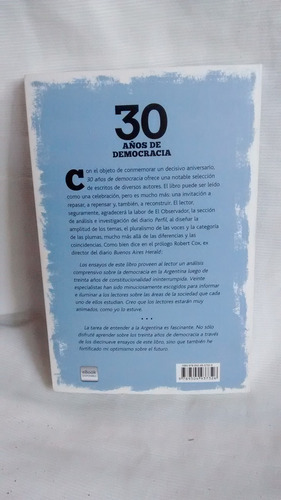 30
AÑOS DE
DEMOCRACIA
Con el objeto de conmemorar un decisivo aniversario,
30 años de democracia ofrece una notable selección
de escritos de diversos autores. El libro puede ser leído
como una celebración, pero es mucho más: una invitación a
repasar, a repensar y, también, a reconstruir. El lector,
seguramente, agradecerá la labor de El Observador, la sección
de análisis e investigación del diario Perfil, al diseñar la
amplitud de los temas, el pluralismo de las voces y la categoría
de las plumas, mucho más allá de las diferencias y las
coincidencias. Como bien dice en el prólogo Robert Cox, ex
director del diario Buenos Aires Herald:
Los ensayos de este libro proveen al lector un análisis
comprensivo sobre la democracia en la Argentina luego de
treinta años de constitucionalidad ininterrumpida. Veinte
especialistas han sido minuciosamente escogidos para infor-
mar e iluminar a los lectores sobre las áreas de la sociedad que cada
uno de ellos estudian. Creo que los lectores estarán muy
animados, como yo lo estuve.
* * *
La tarea de entender a la Argentina es fascinante. No sólo
disfruté aprender sobre los treinta años de democracia a través
de los diecinueve ensayos de este libro, sino que también he
fortificado mi optimismo sobre el futuro.